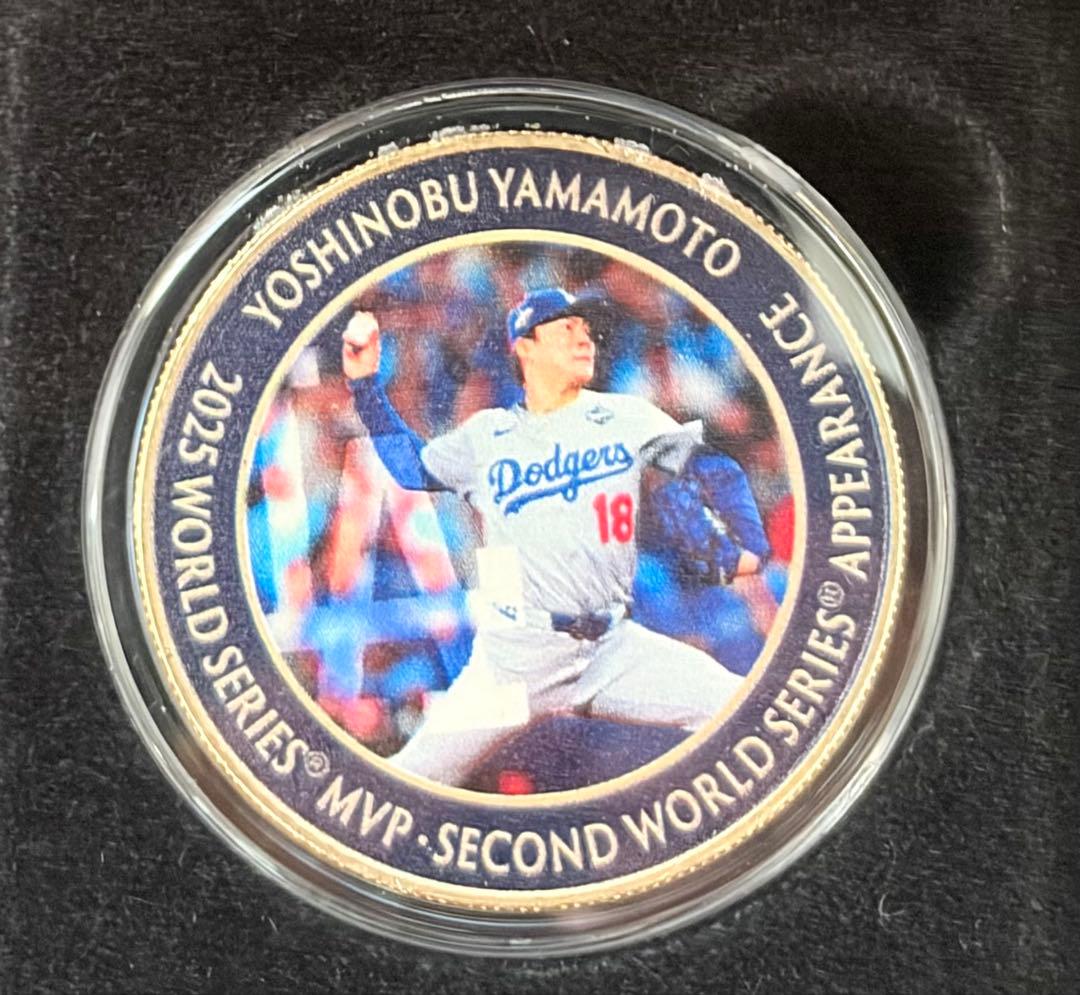 YOSHINOBU YAMAMOTO
2025 WORLD SERIES® MVP · SECOND WORLD SERIES® APPEARANCE
Dodgers
18